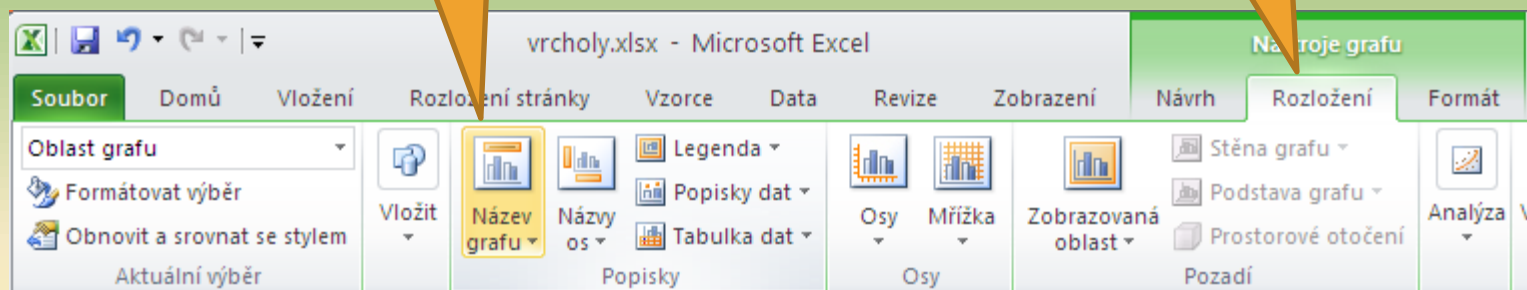 vrcholy.xlsx - Microsoft Excel
Nástroje grafu
Soubor Domů Vložení Rozložení stránky Vzorce Data Revize Zobrazení Návrh Rozložení Formát
Oblast grafu
Formátovat výběr
Obnovit a srovnat se stylem
Aktuální výběr
Vložit
Název grafu
Názvy os
Legenda
Popisky dat
Tabulka dat
Popisky
Osy
Mřížka
Osy
Zobrazovaná oblast
Stěna grafu
Podstava grafu
Prostorové otočení
Pozadí
Analýza